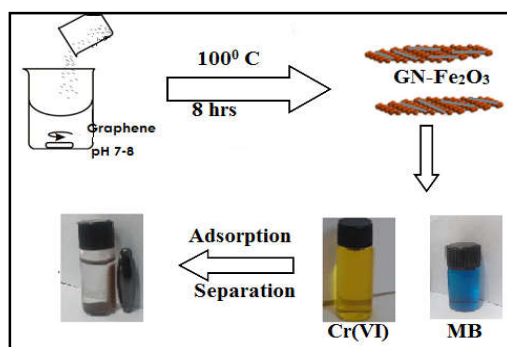 100⁰ C
8 hrs
Graphene
pH 7-8
GN-Fe₂O₃
Adsorption
Separation
Cr(VI)
MB